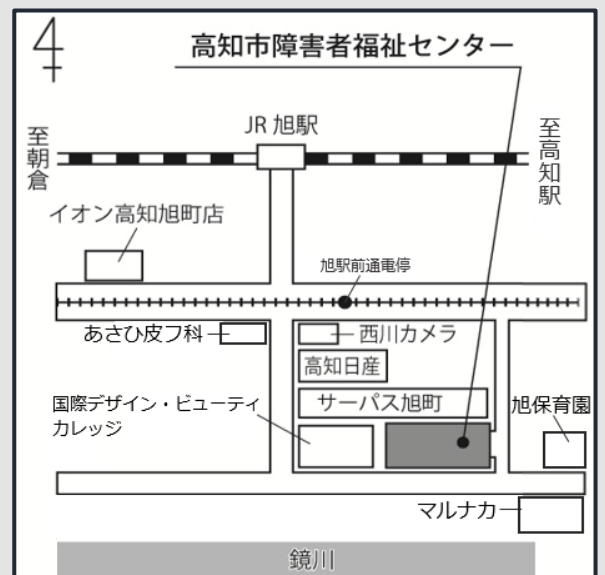 4
高知市障害者福祉センター
JR 旭駅
至朝倉
至高知駅
イオン高知旭町店
旭駅前通電停
あさひ皮フ科
西川カメラ
高知日産
サーパス旭町
国際デザイン・ビューティ
カレッジ
旭保育園
マルナカ
鏡川